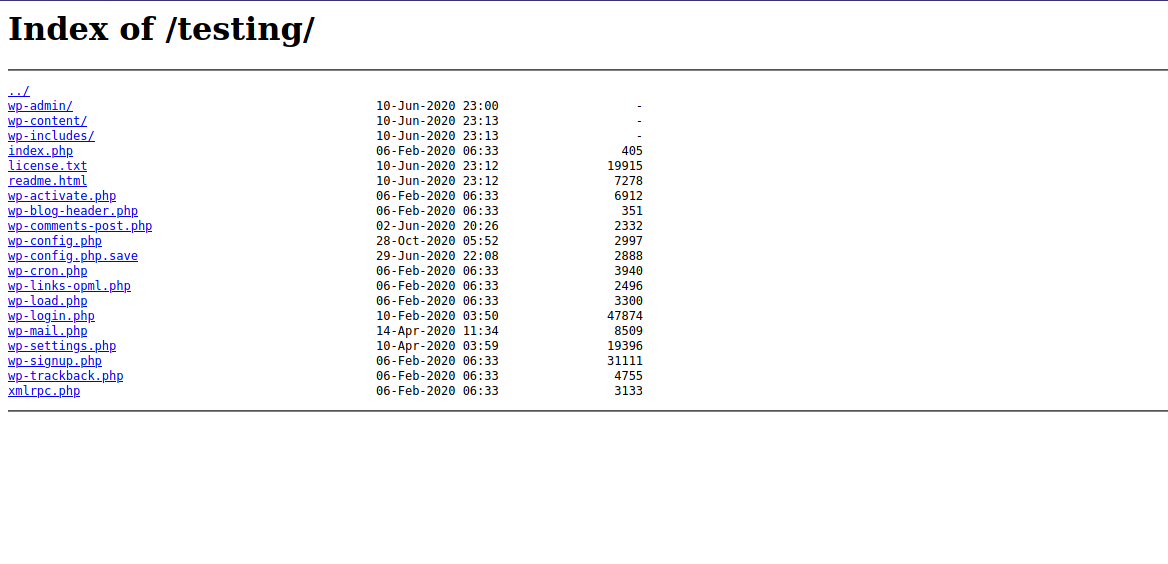 Index of /testing/
../
wp-admin/ 10-Jun-2020 23:00 -
wp-content/ 10-Jun-2020 23:13 -
wp-includes/ 10-Jun-2020 23:13 -
index.php 06-Feb-2020 06:33 405
license.txt 10-Jun-2020 23:12 19915
readme.html 10-Jun-2020 23:12 7278
wp-activate.php 06-Feb-2020 06:33 6912
wp-blog-header.php 06-Feb-2020 06:33 351
wp-comments-post.php 02-Jun-2020 20:26 2332
wp-config.php 28-Oct-2020 05:52 2997
wp-config.php.save 29-Jun-2020 22:08 2888
wp-cron.php 06-Feb-2020 06:33 3940
wp-links-opml.php 06-Feb-2020 06:33 2496
wp-load.php 06-Feb-2020 06:33 3300
wp-login.php 10-Feb-2020 03:50 47874
wp-mail.php 14-Apr-2020 11:34 8509
wp-settings.php 10-Apr-2020 03:59 19396
wp-signup.php 06-Feb-2020 06:33 31111
wp-trackback.php 06-Feb-2020 06:33 4755
xmlrpc.php 06-Feb-2020 06:33 3133